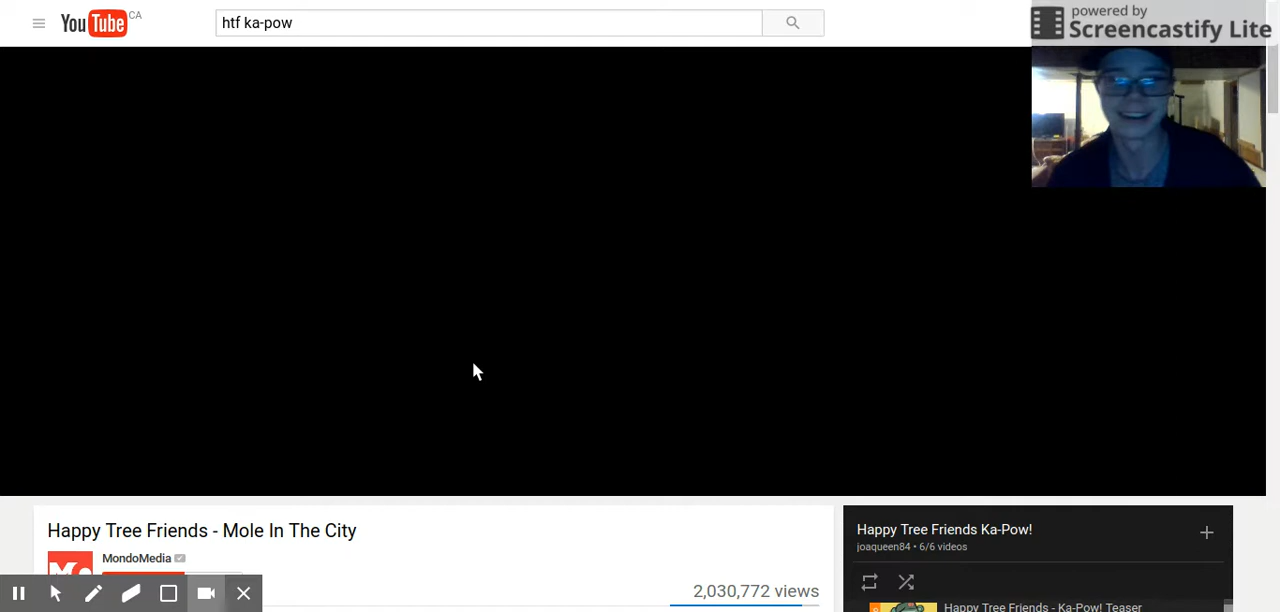 YouTube CA
htf ka-pow
powered by
Screencastify Lite
Happy Tree Friends - Mole In The City
MondoMedia
2,030,772 views
Happy Tree Friends Ka-Pow!
joaqueen84 • 6/6 videos
Happy Tree Friends - Ka-Pow! Teaser